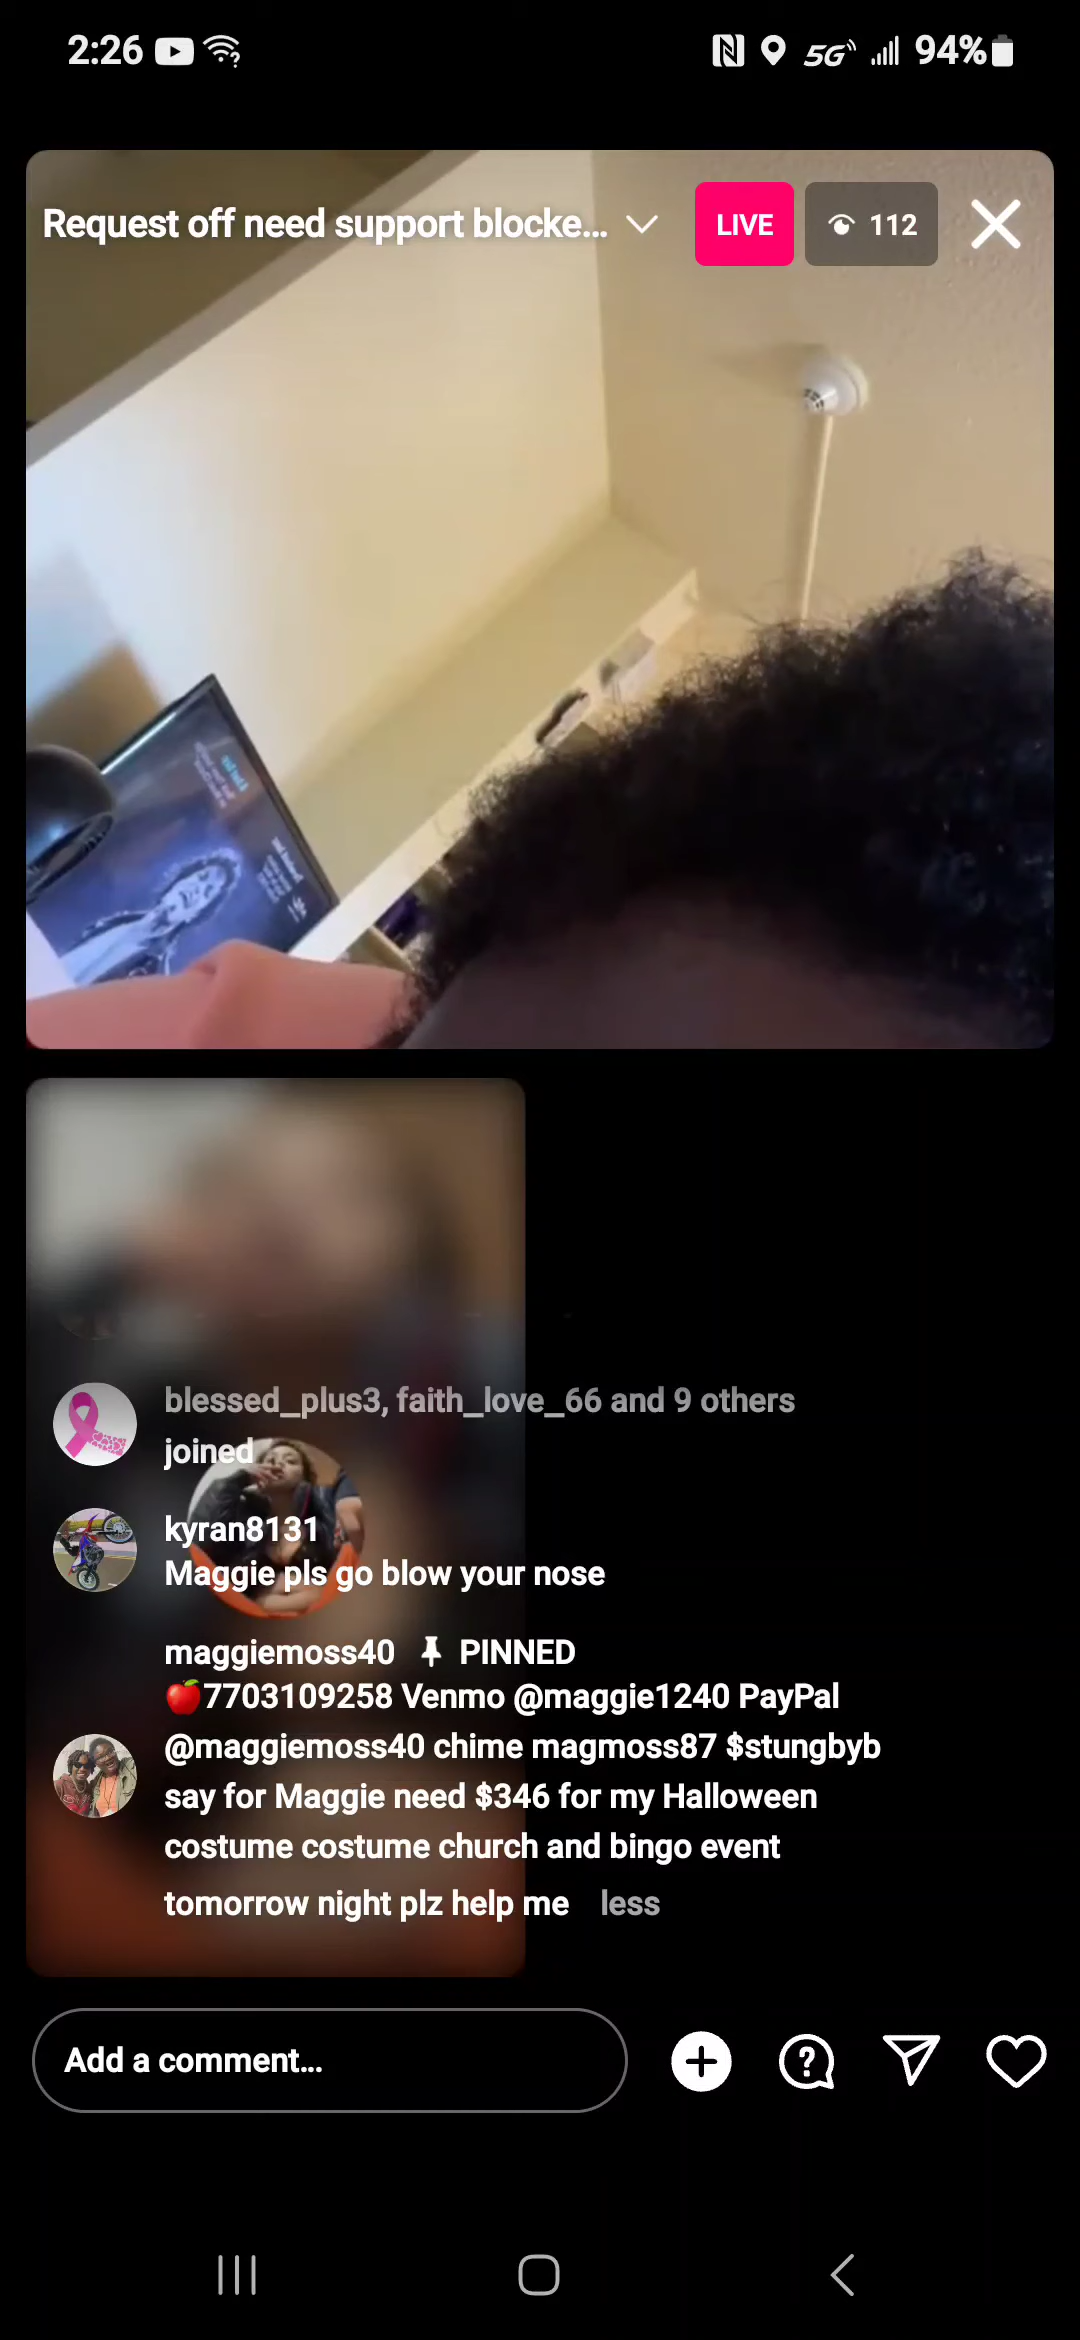 2:26
5G 94%
Request off need support blocke...
LIVE
112
blessed_plus3, faith_love_66 and 9 others
joined
kyran8131
Maggie pls go blow your nose
maggiemoss40 PINNED
🍎7703109258 Venmo @maggie1240 PayPal
@maggiemoss40 chime magmoss87 $stungbyb
say for Maggie need $346 for my Halloween
costume costume church and bingo event
tomorrow night plz help me less
Add a comment...